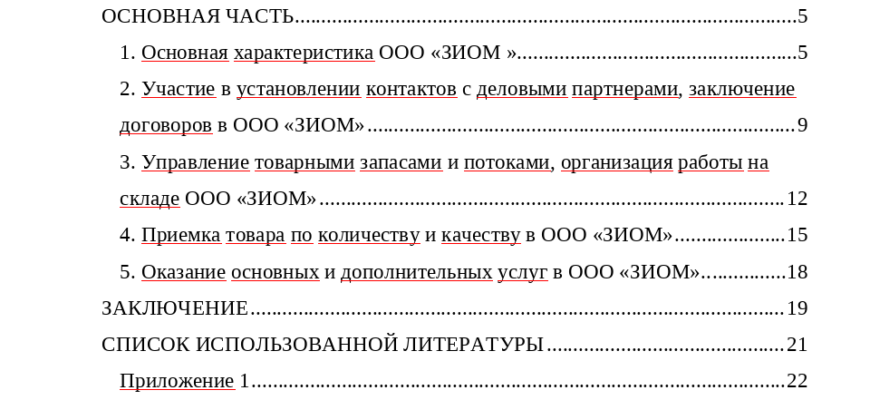 ОСНОВНАЯ ЧАСТЬ....................5
1. Основная характеристика ООО «ЗИОМ »....................5
2. Участие в установлении контактов с деловыми партнерами, заключение
договоров в ООО «ЗИОМ»....................9
3. Управление товарными запасами и потоками, организация работы на
складе ООО «ЗИОМ»....................12
4. Приемка товара по количеству и качеству в ООО «ЗИОМ»....................15
5. Оказание основных и дополнительных услуг в ООО «ЗИОМ»................18
ЗАКЛЮЧЕНИЕ....................19
СПИСОК ИСПОЛЬЗОВАННОЙ ЛИТЕРАТУРЫ....................21
Приложение 1....................22